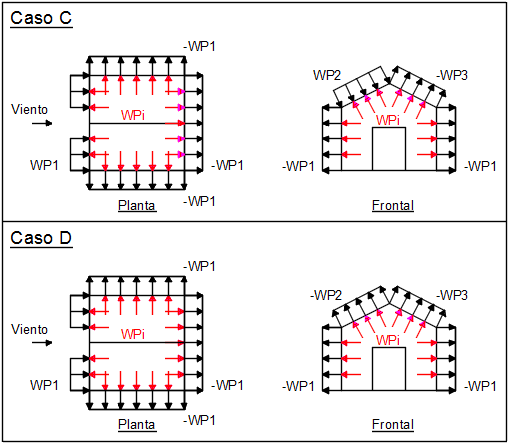 Caso C
-WP1
WP2
-WP3
Viento
WPi
WPi
WP1
-WP1
-WP1
-WP1
-WP1
Planta
Frontal
Caso D
-WP1
-WP2
-WP3
Viento
WPi
WPi
WP1
-WP1
-WP1
-WP1
-WP1
Planta
Frontal